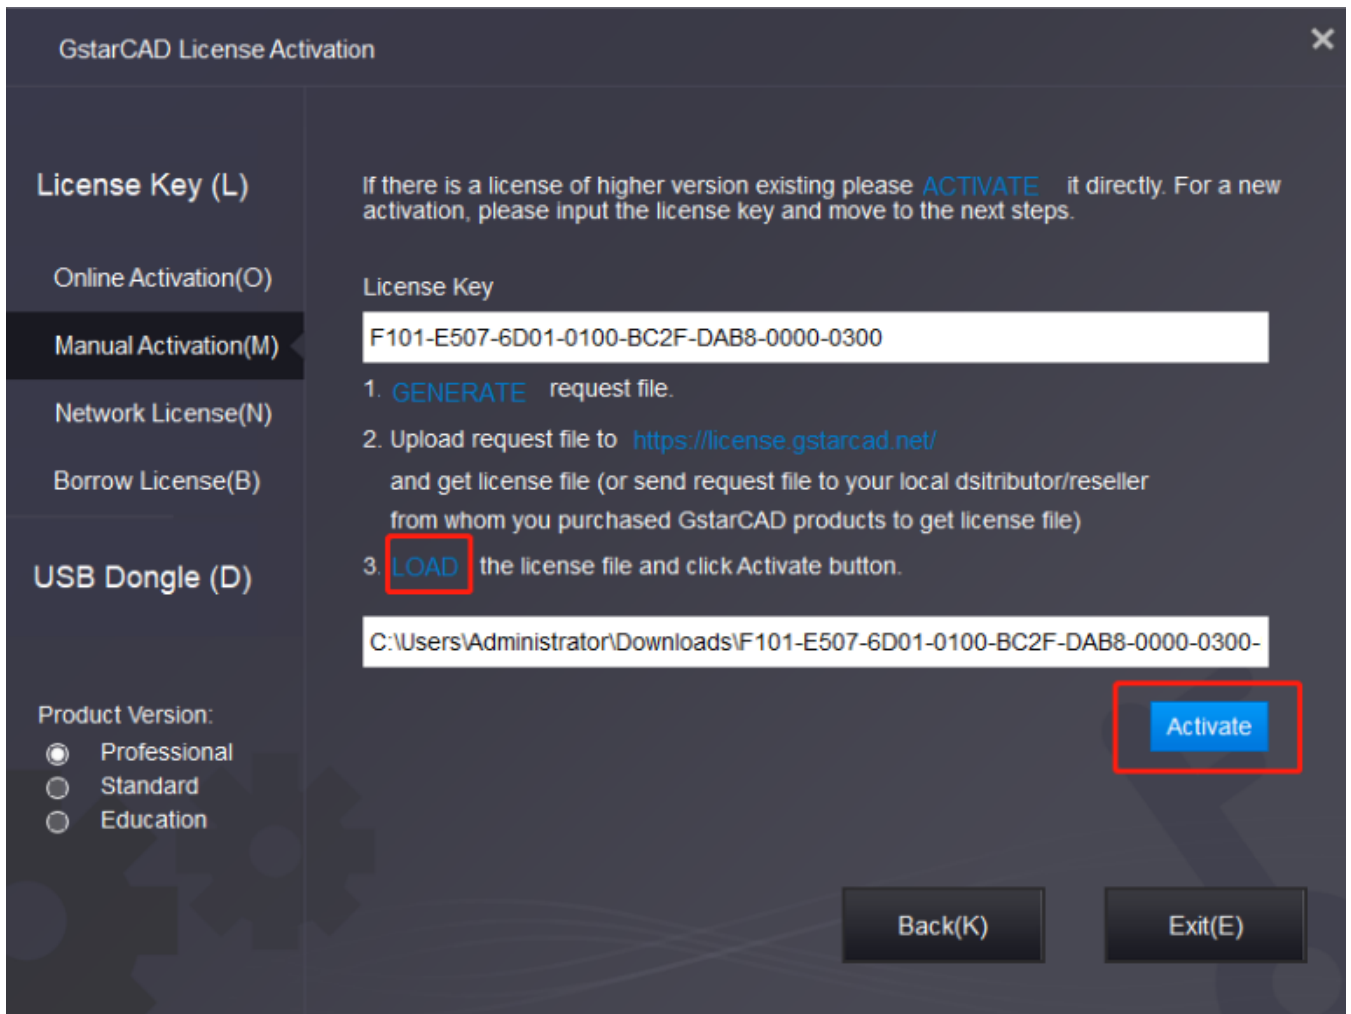 GstarCAD License Activation
License Key (L)
Online Activation(O)
Manual Activation(M)
Network License(N)
Borrow License(B)
USB Dongle (D)
Product Version:
Professional
Standard
Education
If there is a license of higher version existing please ACTIVATE it directly. For a new
activation, please input the license key and move to the next steps.
License Key
F101-E507-6D01-0100-BC2F-DAB8-0000-0300
1. GENERATE request file.
2. Upload request file to https://license.gstarcad.net/
and get license file (or send request file to your local dsitributor/reseller
from whom you purchased GstarCAD products to get license file)
3. LOAD the license file and click Activate button.
C:\Users\Administrator\Downloads\F101-E507-6D01-0100-BC2F-DAB8-0000-0300-
Activate
Back(K)
Exit(E)